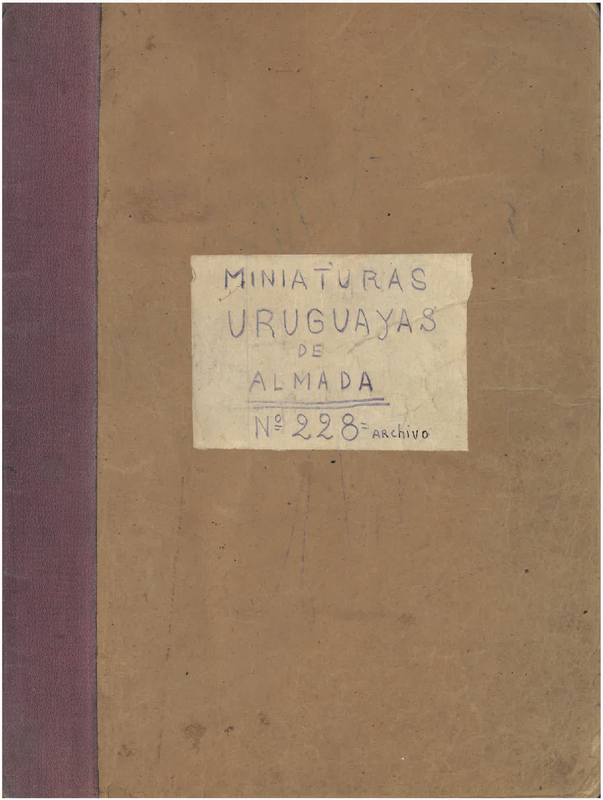 MINIATURAS
URUGUAYAS
DE
ALMADA
Nº 228= ARChiVO